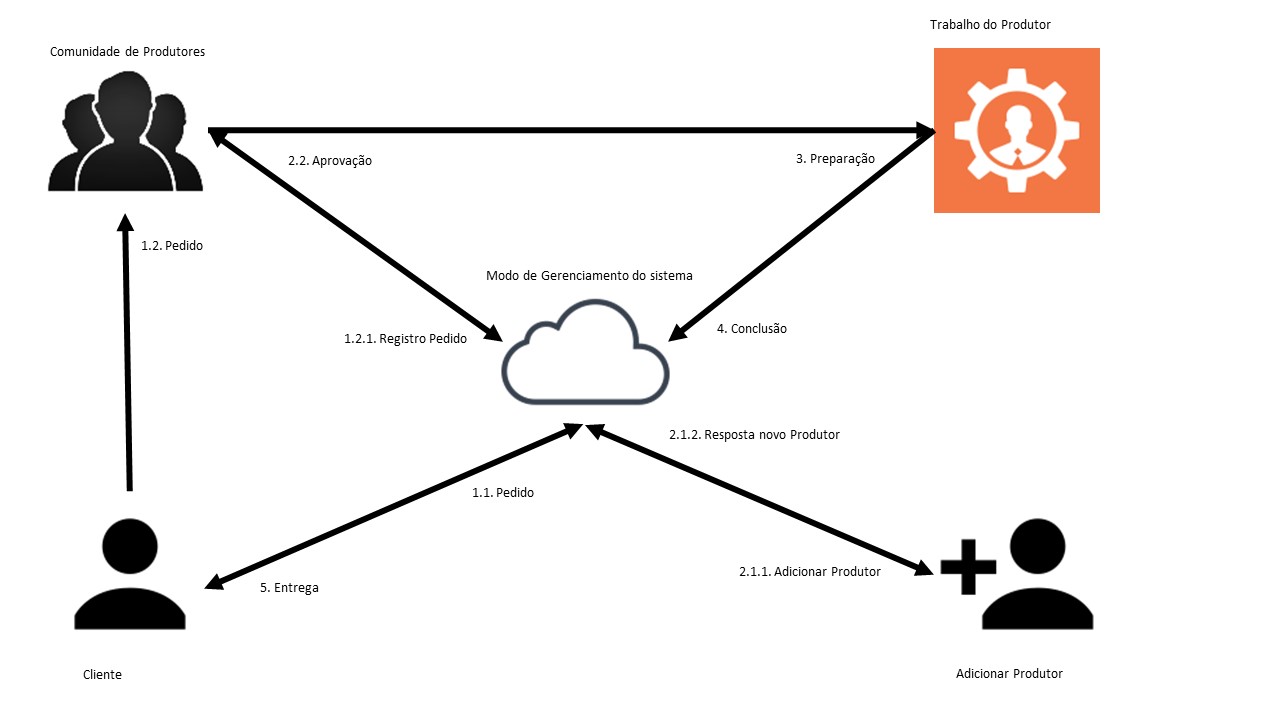 Trabalho do Produtor
Comunidade de Produtores
2.2. Aprovação
3. Preparação
1.2. Pedido
Modo de Gerenciamento do sistema
4. Conclusão
1.2.1. Registro Pedido
2.1.2. Resposta novo Produtor
1.1. Pedido
2.1.1. Adicionar Produtor
5. Entrega
Cliente
Adicionar Produtor